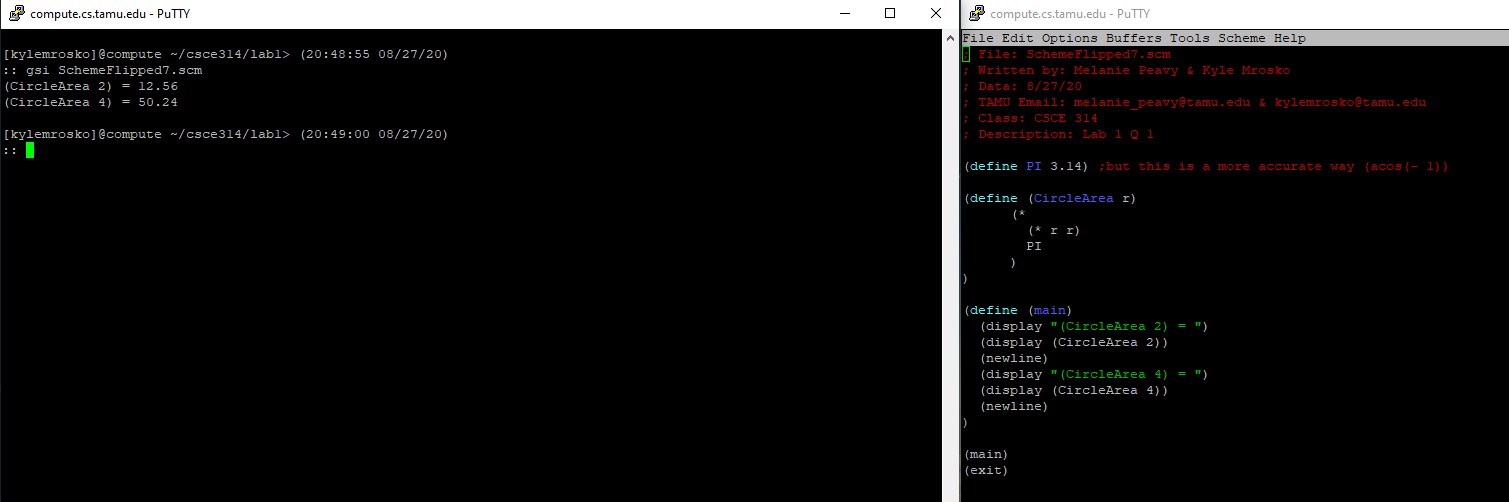 compute.cs.tamu.edu - PuTTY
[kylemrosko]@compute ~/csce314/lab1> (20:48:55 08/27/20)
:: gsi SchemeFlipped7.scm
(CircleArea 2) = 12.56
(CircleArea 4) = 50.24
[kylemrosko]@compute ~/csce314/lab1> (20:49:00 08/27/20)
::
compute.cs.tamu.edu - PuTTY
File Edit Options Buffers Tools Scheme Help
; File: SchemeFlipped7.scm
; Written by: Melanie Peavy & Kyle Mrosko
; Data: 8/27/20
; TAMU Email: melanie_peavy@tamu.edu & kylemrosko@tamu.edu
; Class: CSCE 314
; Description: Lab 1 Q 1
(define PI 3.14) ;but this is a more accurate way (acos(- 1))
(define (CircleArea r)
(*
(* r r)
PI
)
)
(define (main)
(display "(CircleArea 2) = ")
(display (CircleArea 2))
(newline)
(display "(CircleArea 4) = ")
(display (CircleArea 4))
(newline)
)
(main)
(exit)